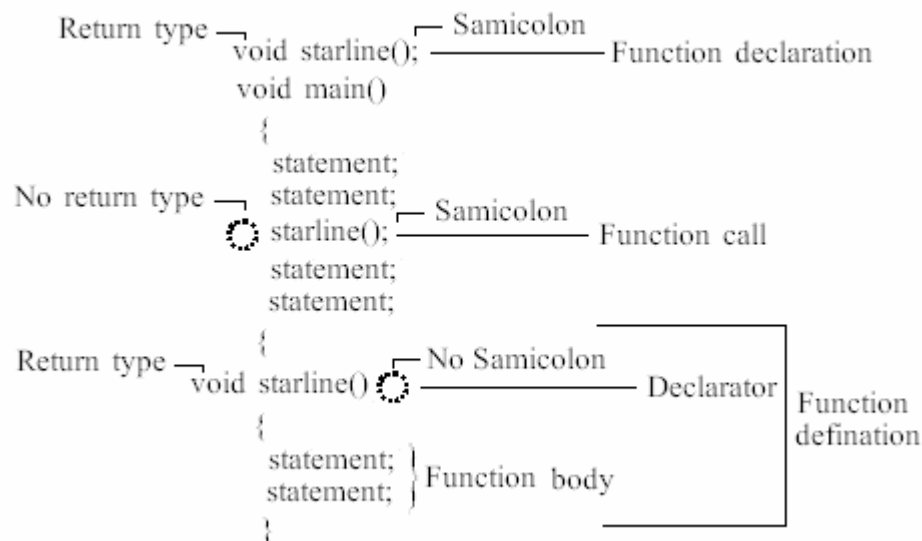 Return type
Samicolon
void starline();
Function declaration
void main()
{
statement;
statement;
No return type
Samicolon
starline();
Function call
statement;
statement;
{
Return type
No Samicolon
void starline()
Declarator
Function
defination
{
statement;
statement;
} Function body
}